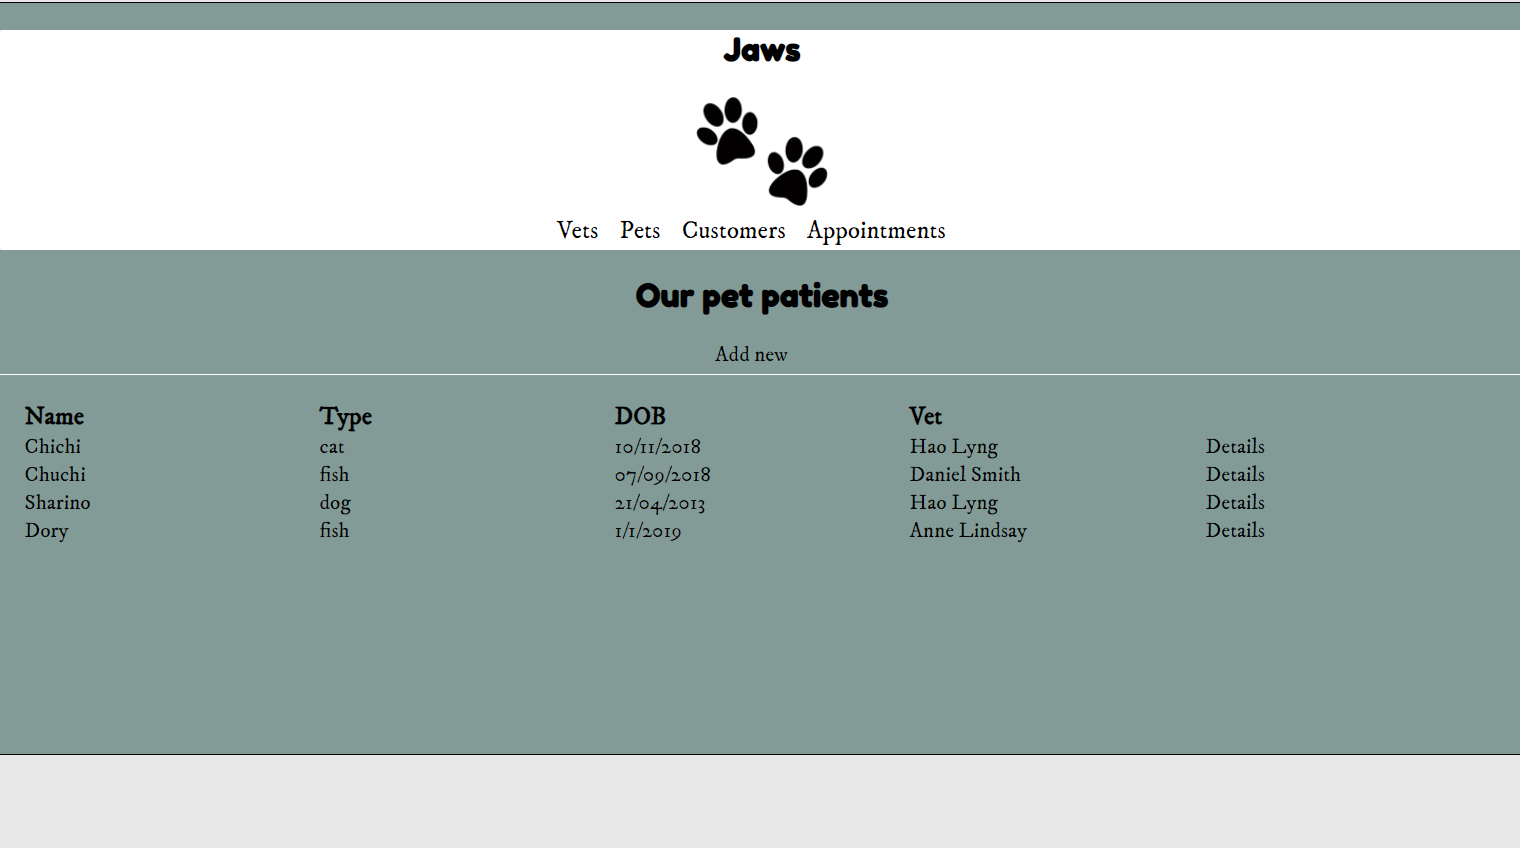 Jaws
Vets Pets Customers Appointments
Our pet patients
Add new
Name Type DOB Vet
Chichi cat 10/11/2018 Hao Lyng Details
Chuchi fish 07/09/2018 Daniel Smith Details
Sharino dog 21/04/2013 Hao Lyng Details
Dory fish 1/1/2019 Anne Lindsay Details